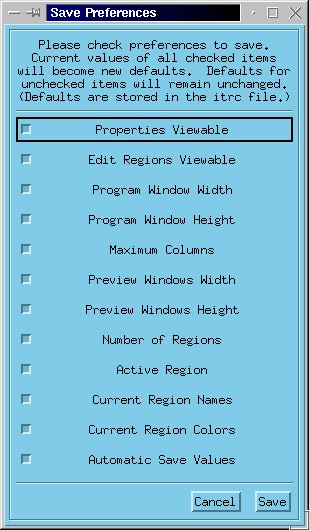 Save Preferences
Please check preferences to save.
Current values of all checked items
will become new defaults.  Defaults for
unchecked items will remain unchanged.
(Defaults are stored in the itrc file.)
Properties Viewable
Edit Regions Viewable
Program Window Width
Program Window Height
Maximum Columns
Preview Windows Width
Preview Windows Height
Number of Regions
Active Region
Current Region Names
Current Region Colors
Automatic Save Values
Cancel Save